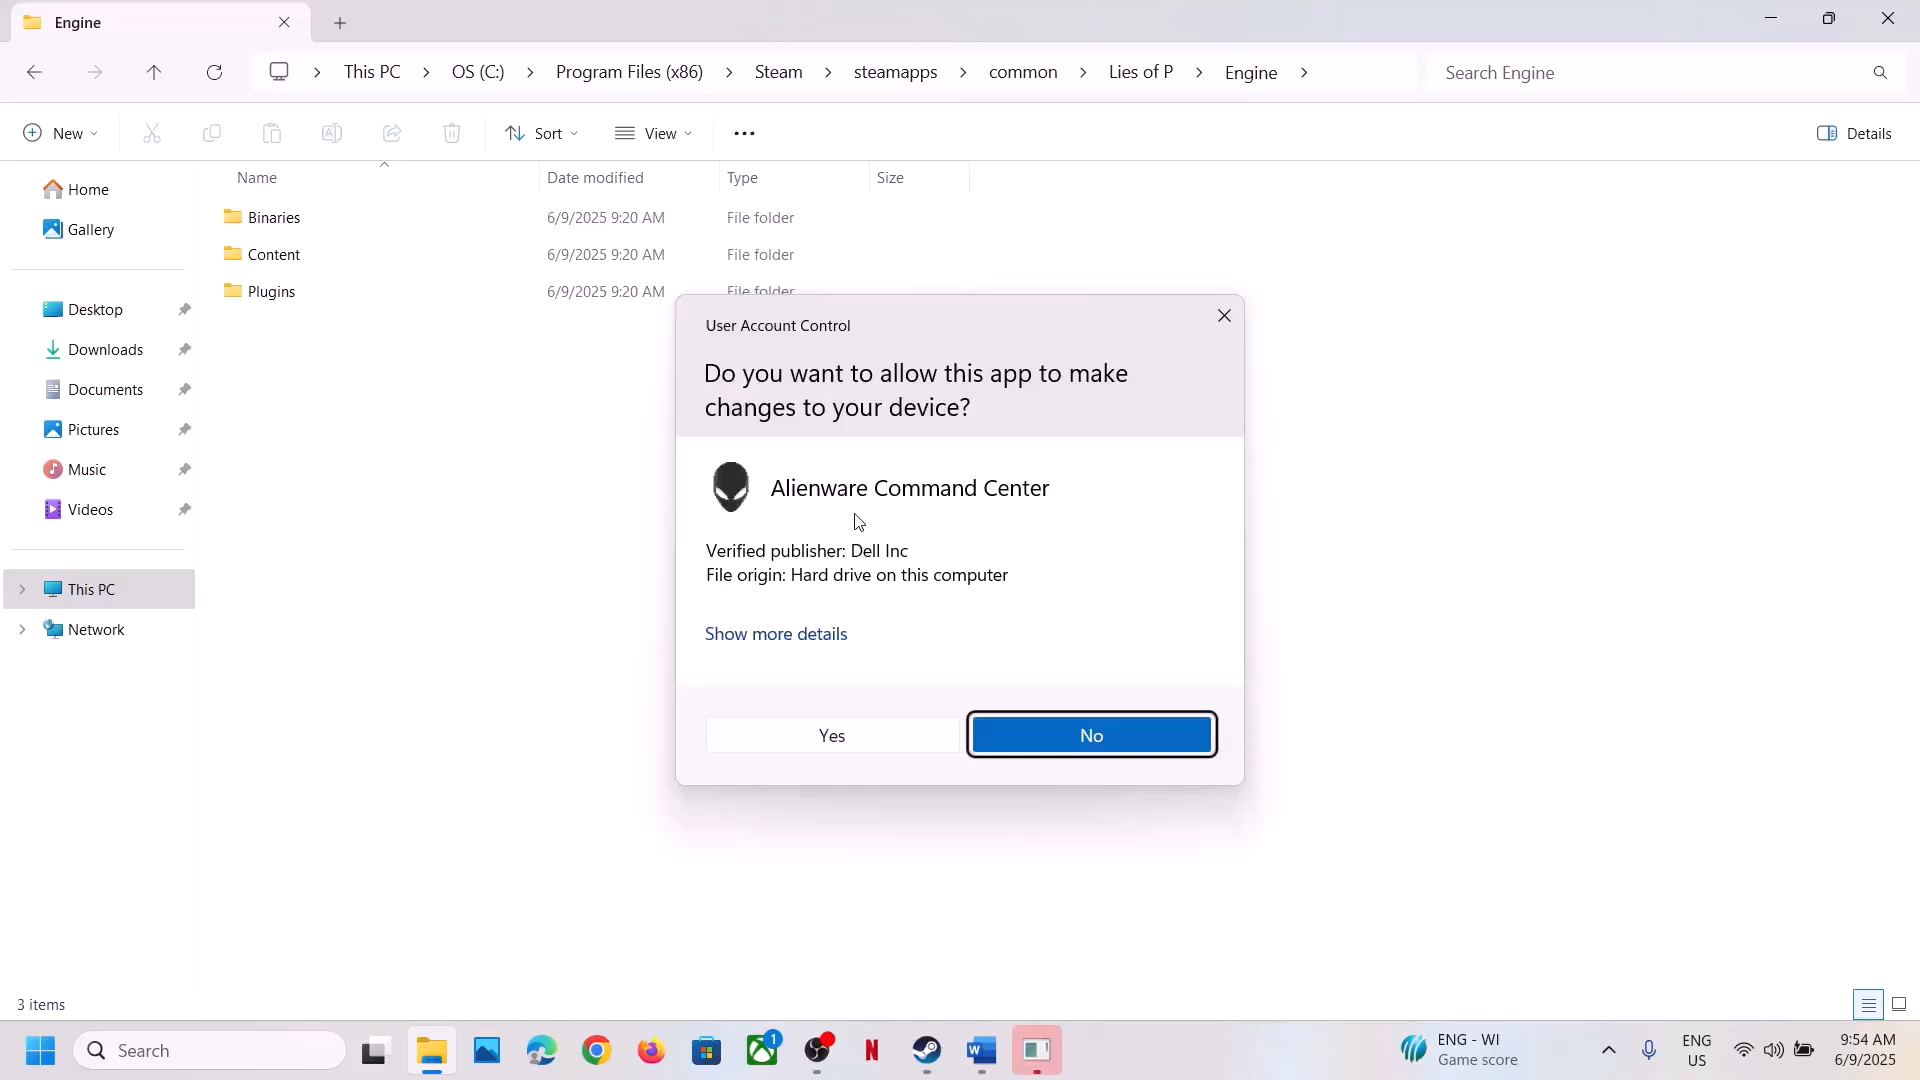 Engine
This PC
OS (C:)
Program Files (x86)
Steam
steamapps
common
Lies of P
Engine
Search Engine
New
Sort
View
Details
Name
Date modified
Type
Size
Home
Gallery
Desktop
Downloads
Documents
Pictures
Music
Videos
This PC
Network
Binaries
6/9/2025 9:20 AM
File folder
Content
6/9/2025 9:20 AM
File folder
Plugins
6/9/2025 9:20 AM
File folder
User Account Control
Do you want to allow this app to make
changes to your device?
Alienware Command Center
Verified publisher: Dell Inc
File origin: Hard drive on this computer
Show more details
Yes
No
3 items
Search
1
N
W
ENG - WI
Game score
ENG
US
9:54 AM
6/9/2025